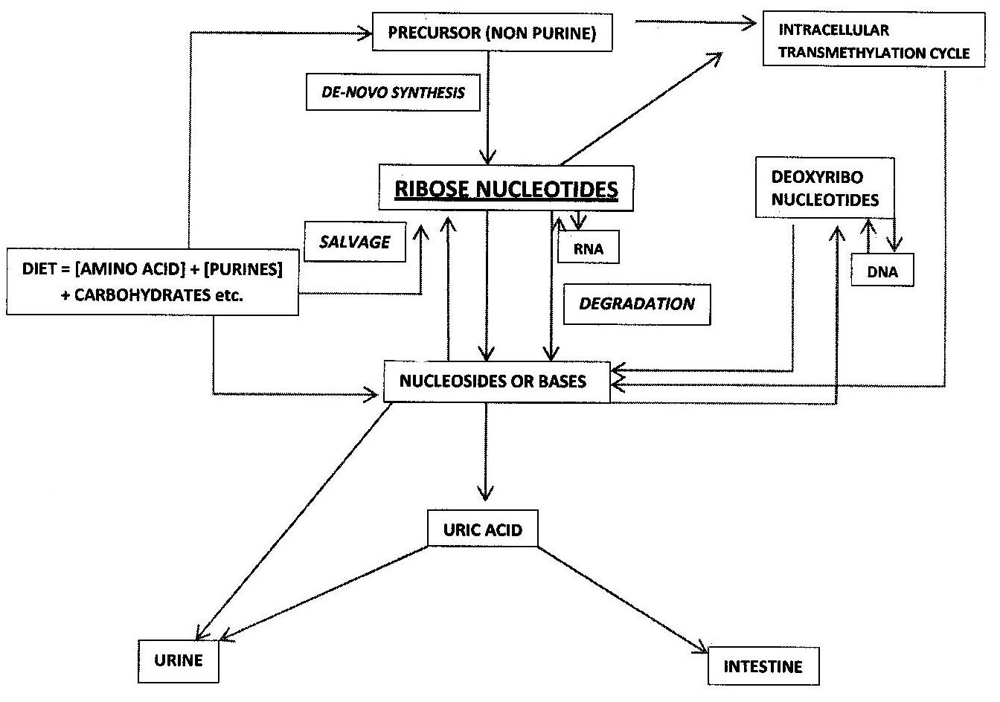 PRECURSOR (NON PURINE)
INTRACELLULAR
TRANSMETHYLATION CYCLE
DE-NOVO SYNTHESIS
RIBOSE NUCLEOTIDES
DEOXYRIBO
NUCLEOTIDES
SALVAGE
RNA
DIET = [AMINO ACID] + [PURINES]
+ CARBOHYDRATES etc.
DNA
DEGRADATION
NUCLEOSIDES OR BASES
URIC ACID
URINE
INTESTINE